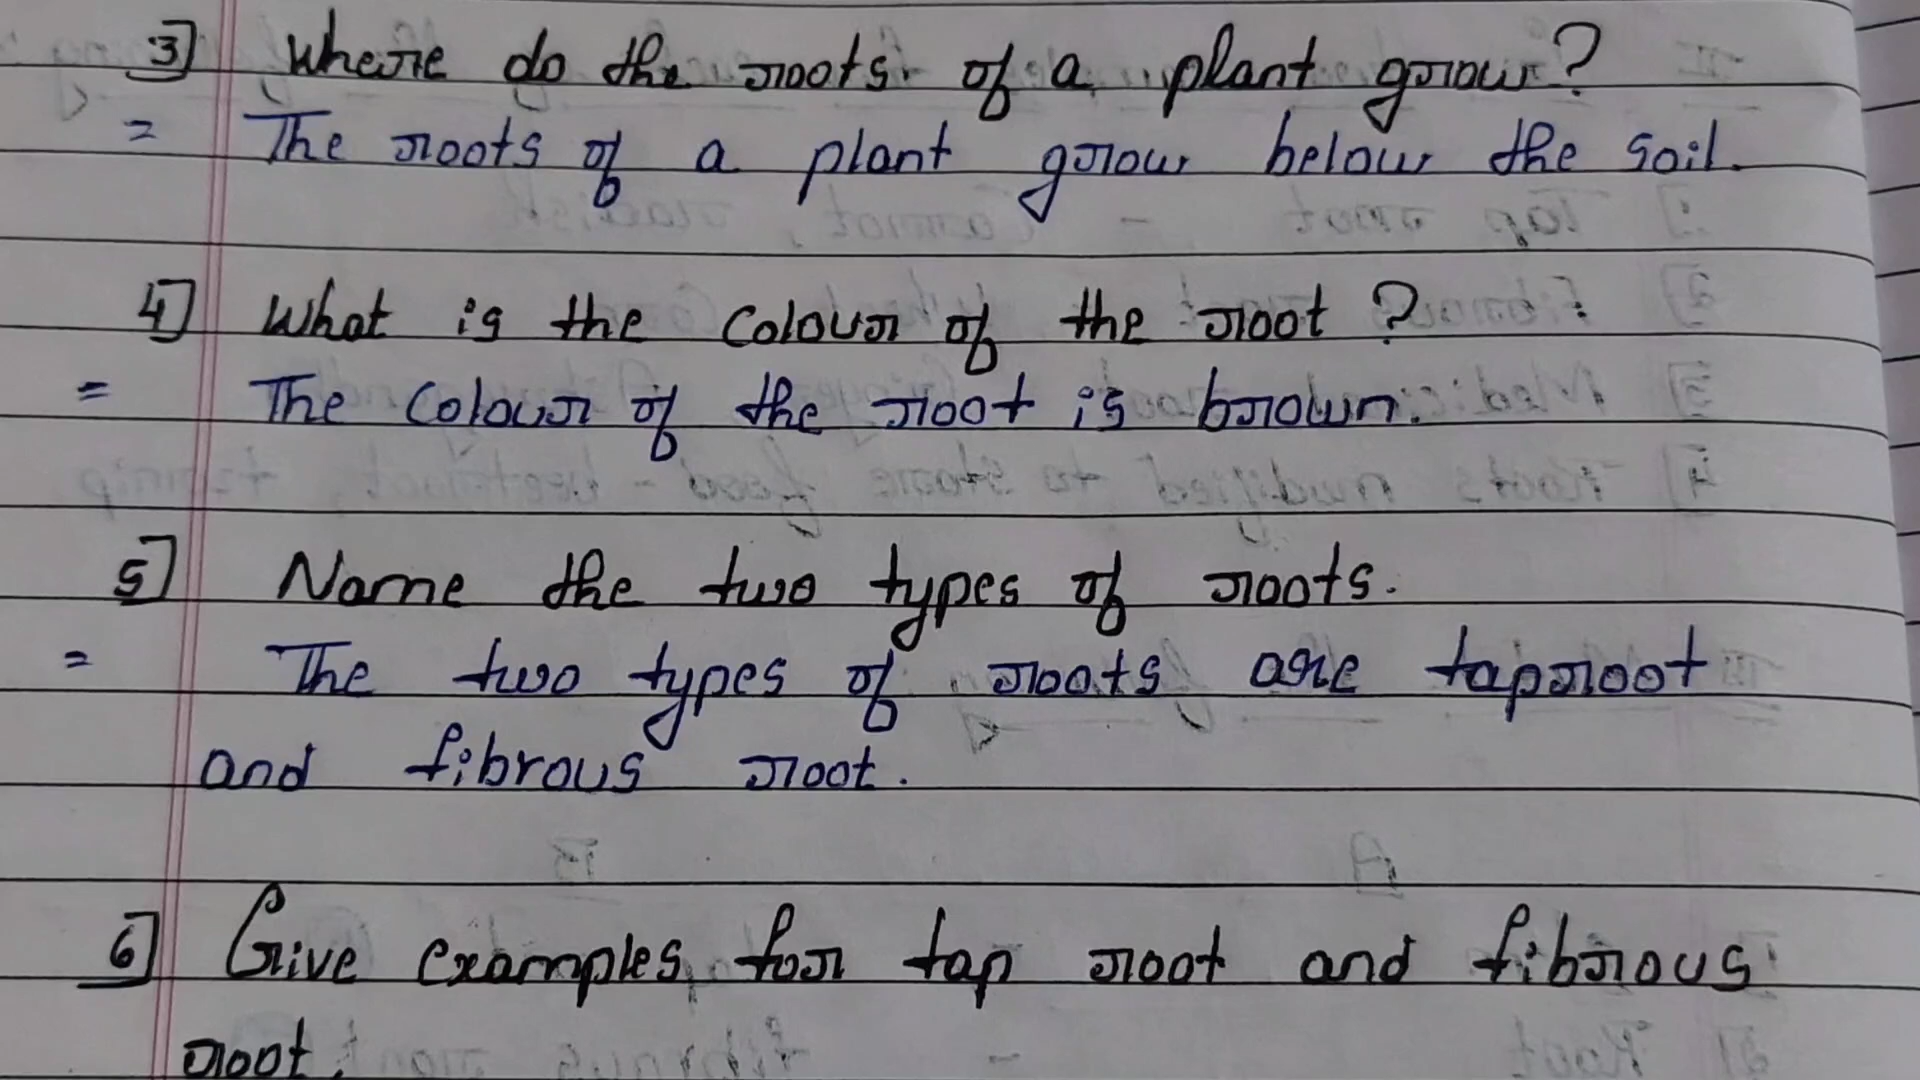 3] Where do the roots of a plant grow?
= The roots of a plant grow below the soil.
4] What is the colour of the root ?
= The colour of the root is brown.
5] Name the two types of roots.
= The two types of roots are taproot
and fibrous root.
6] Give examples for tap root and fibrous
root.